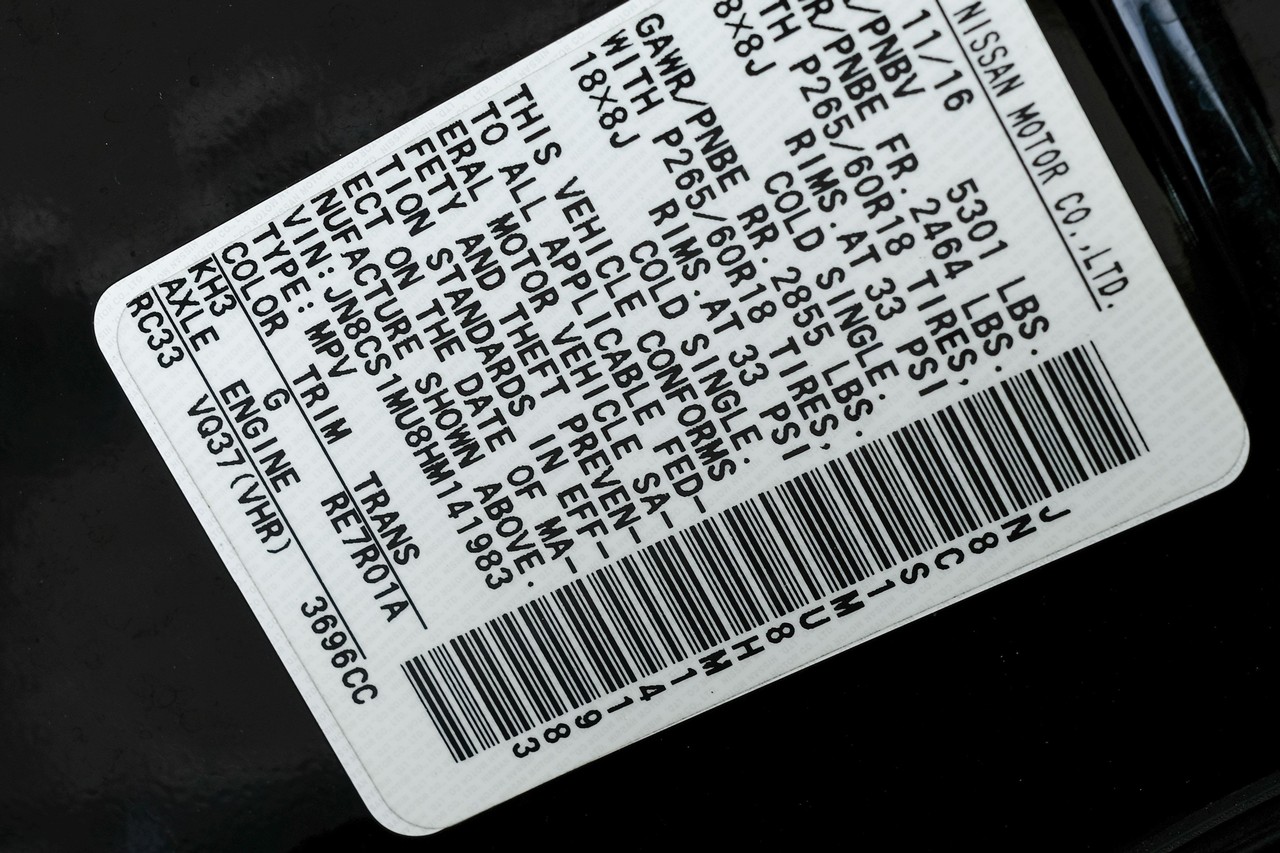 NISSAN MOTOR CO.,LTD.
11/16
/PNBV 5301 LBS.
R/PNBE FR. 2464 LBS.
TH P265/60R18 TIRES,
8×8J RIMS.AT 33 PSI
COLD SINGLE.
GAWR/PNBE RR. 2855 LBS.
WITH P265/60R18 TIRES,
18×8J RIMS.AT 33 PSI
COLD SINGLE.
THIS VEHICLE CONFORMS
TO ALL APPLICABLE FED-
ERAL MOTOR VEHICLE SA-
FETY AND THEFT PREVEN-
TION STANDARDS IN EFF-
ECT ON THE DATE OF MA-
NUFACTURE SHOWN ABOVE.
VIN:JN8CS1MU8HM141983
TYPE: MPV
COLOR TRIM TRANS
KH3 G RE7R01A
AXLE ENGINE
RC33 VQ37(VHR) 3696CC
JN8CS1MU8HM141983